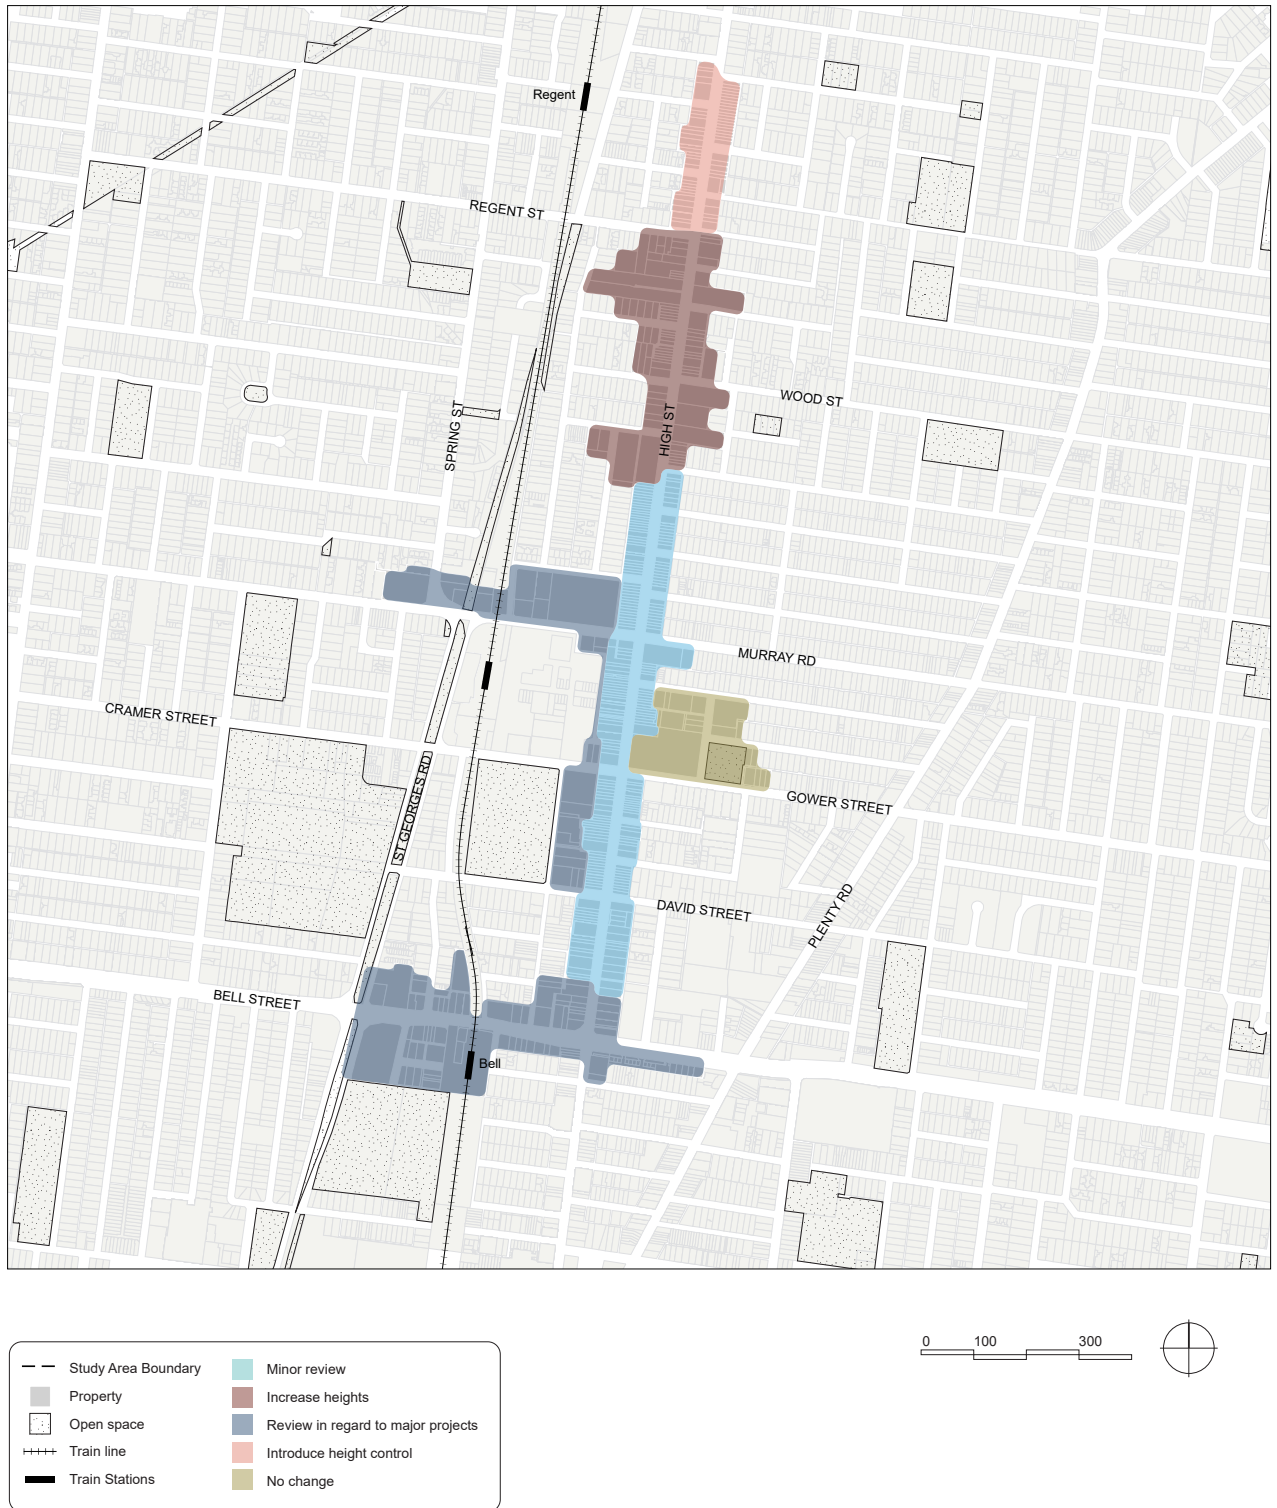 Regent
REGENT ST
WOOD ST
SPRING ST
HIGH ST
MURRAY RD
CRAMER STREET
ST GEORGES RD
GOWER STREET
DAVID STREET
PLENTY RD
BELL STREET
Bell
0 100 300
Study Area Boundary
Property
Open space
Train line
Train Stations
Minor review
Increase heights
Review in regard to major projects
Introduce height control
No change